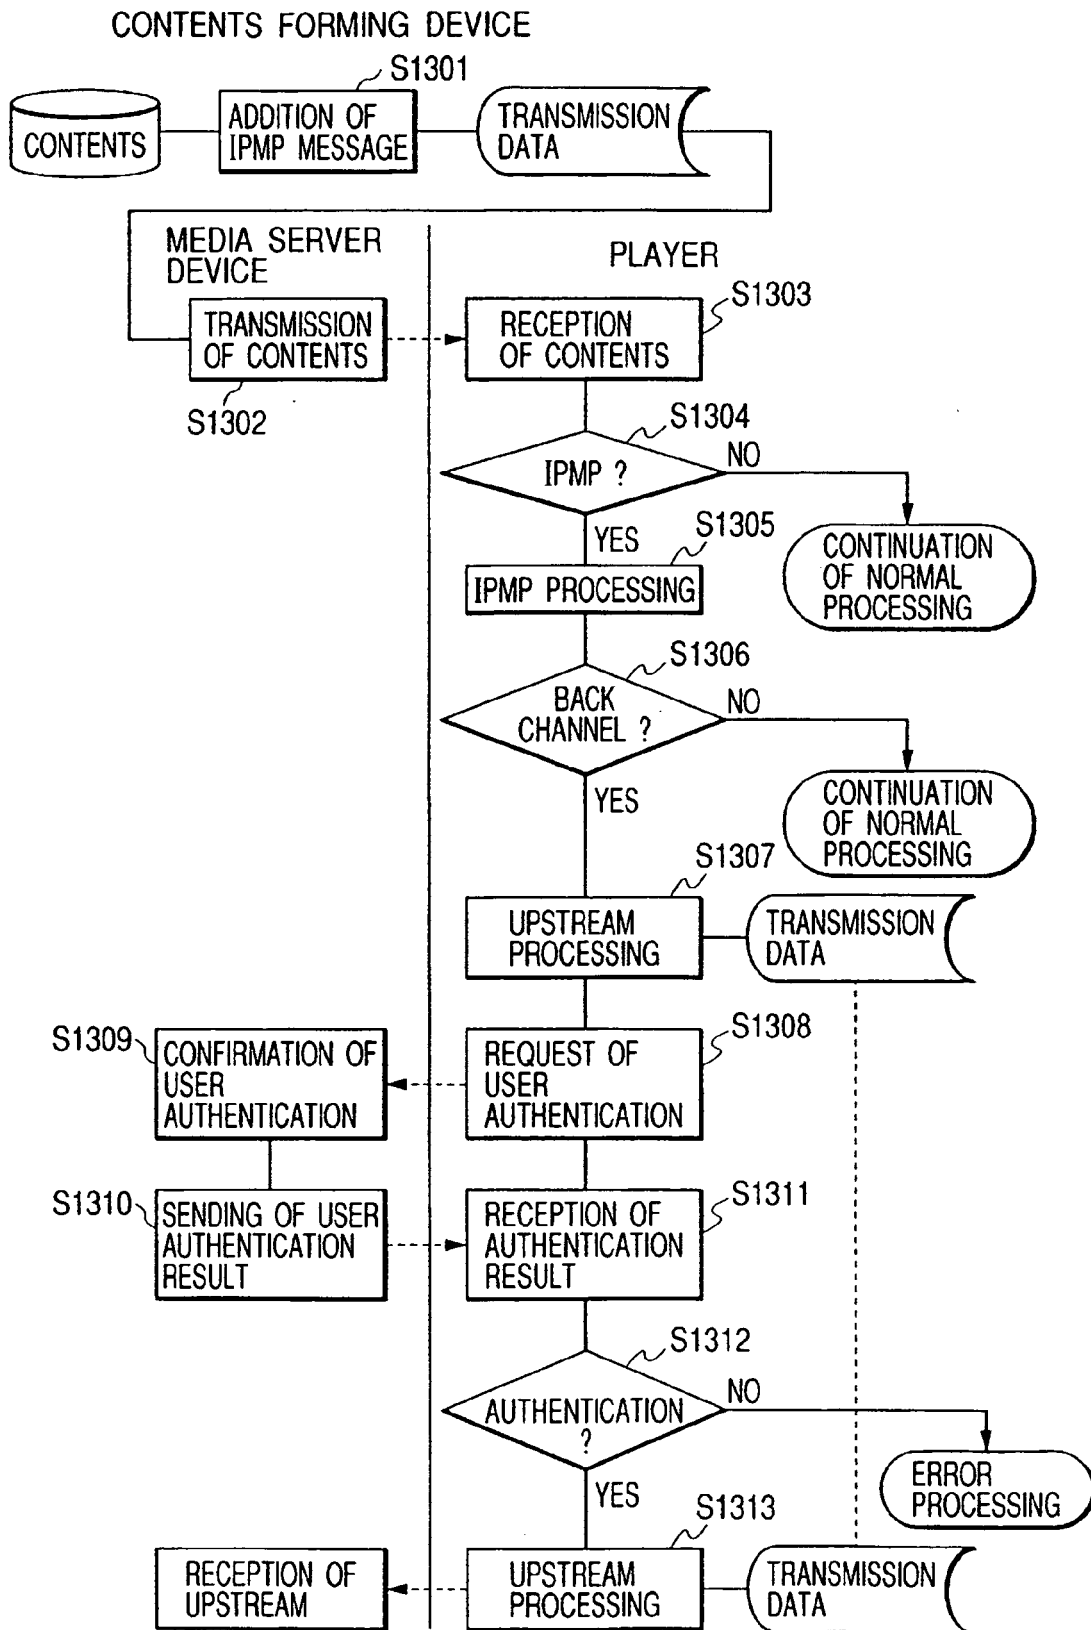 CONTENTS FORMING DEVICE
S1301
CONTENTS
ADDITION OF
IPMP MESSAGE
TRANSMISSION
DATA
MEDIA SERVER
DEVICE
PLAYER
S1303
TRANSMISSION
OF CONTENTS
RECEPTION
OF CONTENTS
S1302
S1304
IPMP ?
NO
YES
S1305
CONTINUATION
OF NORMAL
PROCESSING
IPMP PROCESSING
S1306
BACK
CHANNEL ?
NO
YES
CONTINUATION
OF NORMAL
PROCESSING
S1307
UPSTREAM
PROCESSING
TRANSMISSION
DATA
S1309
CONFIRMATION OF
USER
AUTHENTICATION
REQUEST OF
USER
AUTHENTICATION
S1308
S1310
SENDING OF USER
AUTHENTICATION
RESULT
RECEPTION OF
AUTHENTICATION
RESULT
S1311
S1312
AUTHENTICATION
?
NO
YES
ERROR
PROCESSING
S1313
RECEPTION OF
UPSTREAM
UPSTREAM
PROCESSING
TRANSMISSION
DATA